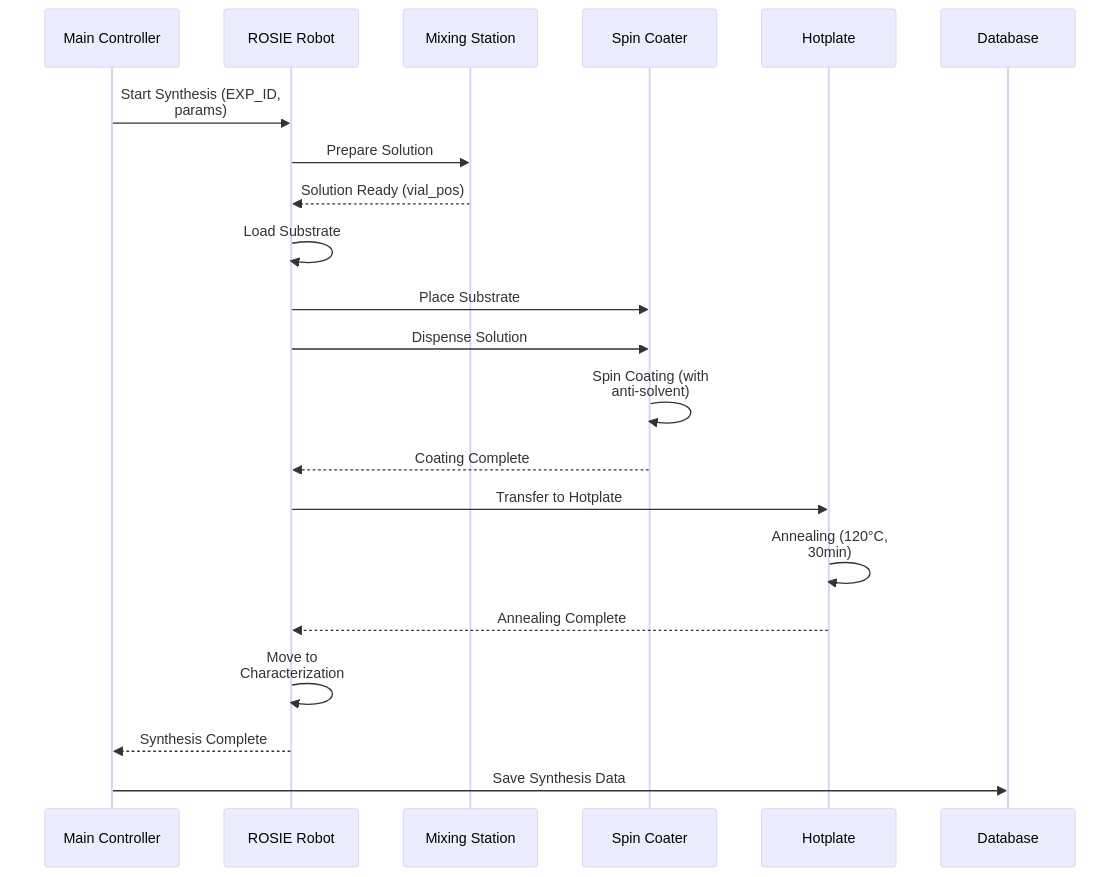 Main Controller
ROSIE Robot
Mixing Station
Spin Coater
Hotplate
Database
Start Synthesis (EXP_ID,
params)
Prepare Solution
Solution Ready (vial_pos)
Load Substrate
Place Substrate
Dispense Solution
Spin Coating (with
anti-solvent)
Coating Complete
Transfer to Hotplate
Annealing (120°C,
30min)
Annealing Complete
Move to
Characterization
Synthesis Complete
Save Synthesis Data
Main Controller
ROSIE Robot
Mixing Station
Spin Coater
Hotplate
Database